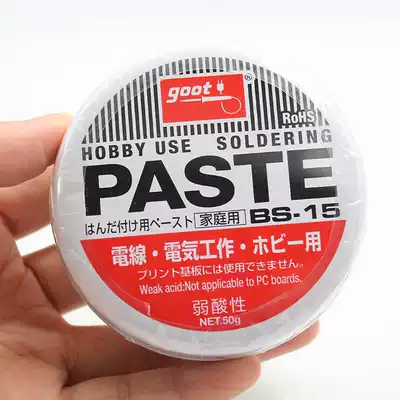 goot
®
RoHS
HOBBY USE SOLDERING
PASTE
はんだ付け用ペースト 家庭用 BS-15
電線・電気工作・ホビー用
プリント基板には使用できません。
Weak acid:Not applicable to PC boards.
弱酸性
NET.50g